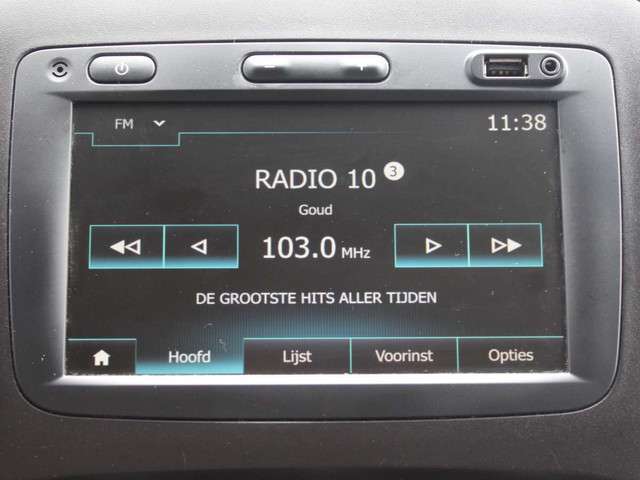 FM
11:38
RADIO 10 3
Goud
103.0 MHz
DE GROOTSTE HITS ALLER TIJDEN
Hoofd Lijst Voorinst Opties